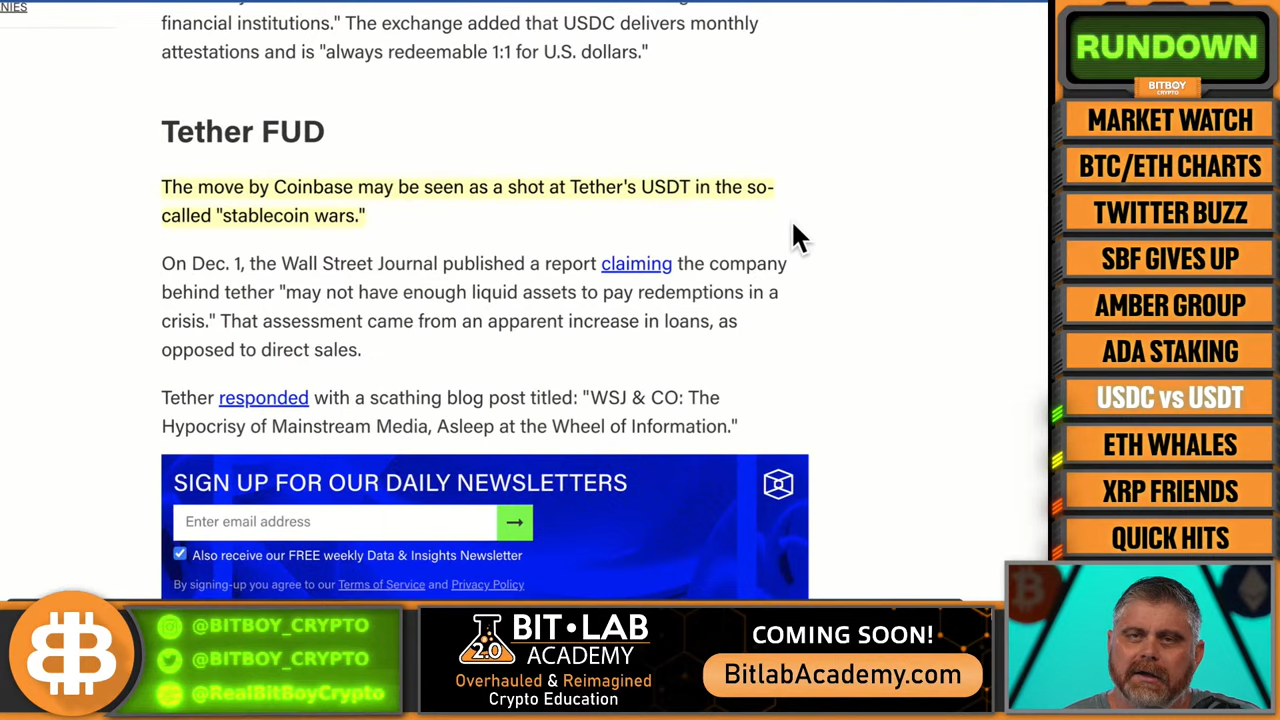 NIES
financial institutions." The exchange added that USDC delivers monthly
attestations and is "always redeemable 1:1 for U.S. dollars."
Tether FUD
The move by Coinbase may be seen as a shot at Tether's USDT in the so-
called "stablecoin wars."
On Dec. 1, the Wall Street Journal published a report claiming the company
behind tether "may not have enough liquid assets to pay redemptions in a
crisis." That assessment came from an apparent increase in loans, as
opposed to direct sales.
Tether responded with a scathing blog post titled: "WSJ & CO: The
Hypocrisy of Mainstream Media, Asleep at the Wheel of Information."
SIGN UP FOR OUR DAILY NEWSLETTERS
Enter email address
Also receive our FREE weekly Data & Insights Newsletter
By signing-up you agree to our Terms of Service and Privacy Policy
RUNDOWN
BITBOY
CRYPTO
MARKET WATCH
BTC/ETH CHARTS
TWITTER BUZZ
SBF GIVES UP
AMBER GROUP
ADA STAKING
USDC vs USDT
ETH WHALES
XRP FRIENDS
QUICK HITS
@BITBOY_CRYPTO
@BITBOY_CRYPTO
@RealBitBoyCrypto
2.0
BIT•LAB
ACADEMY
Overhauled & Reimagined
Crypto Education
COMING SOON!
BitlabAcademy.com